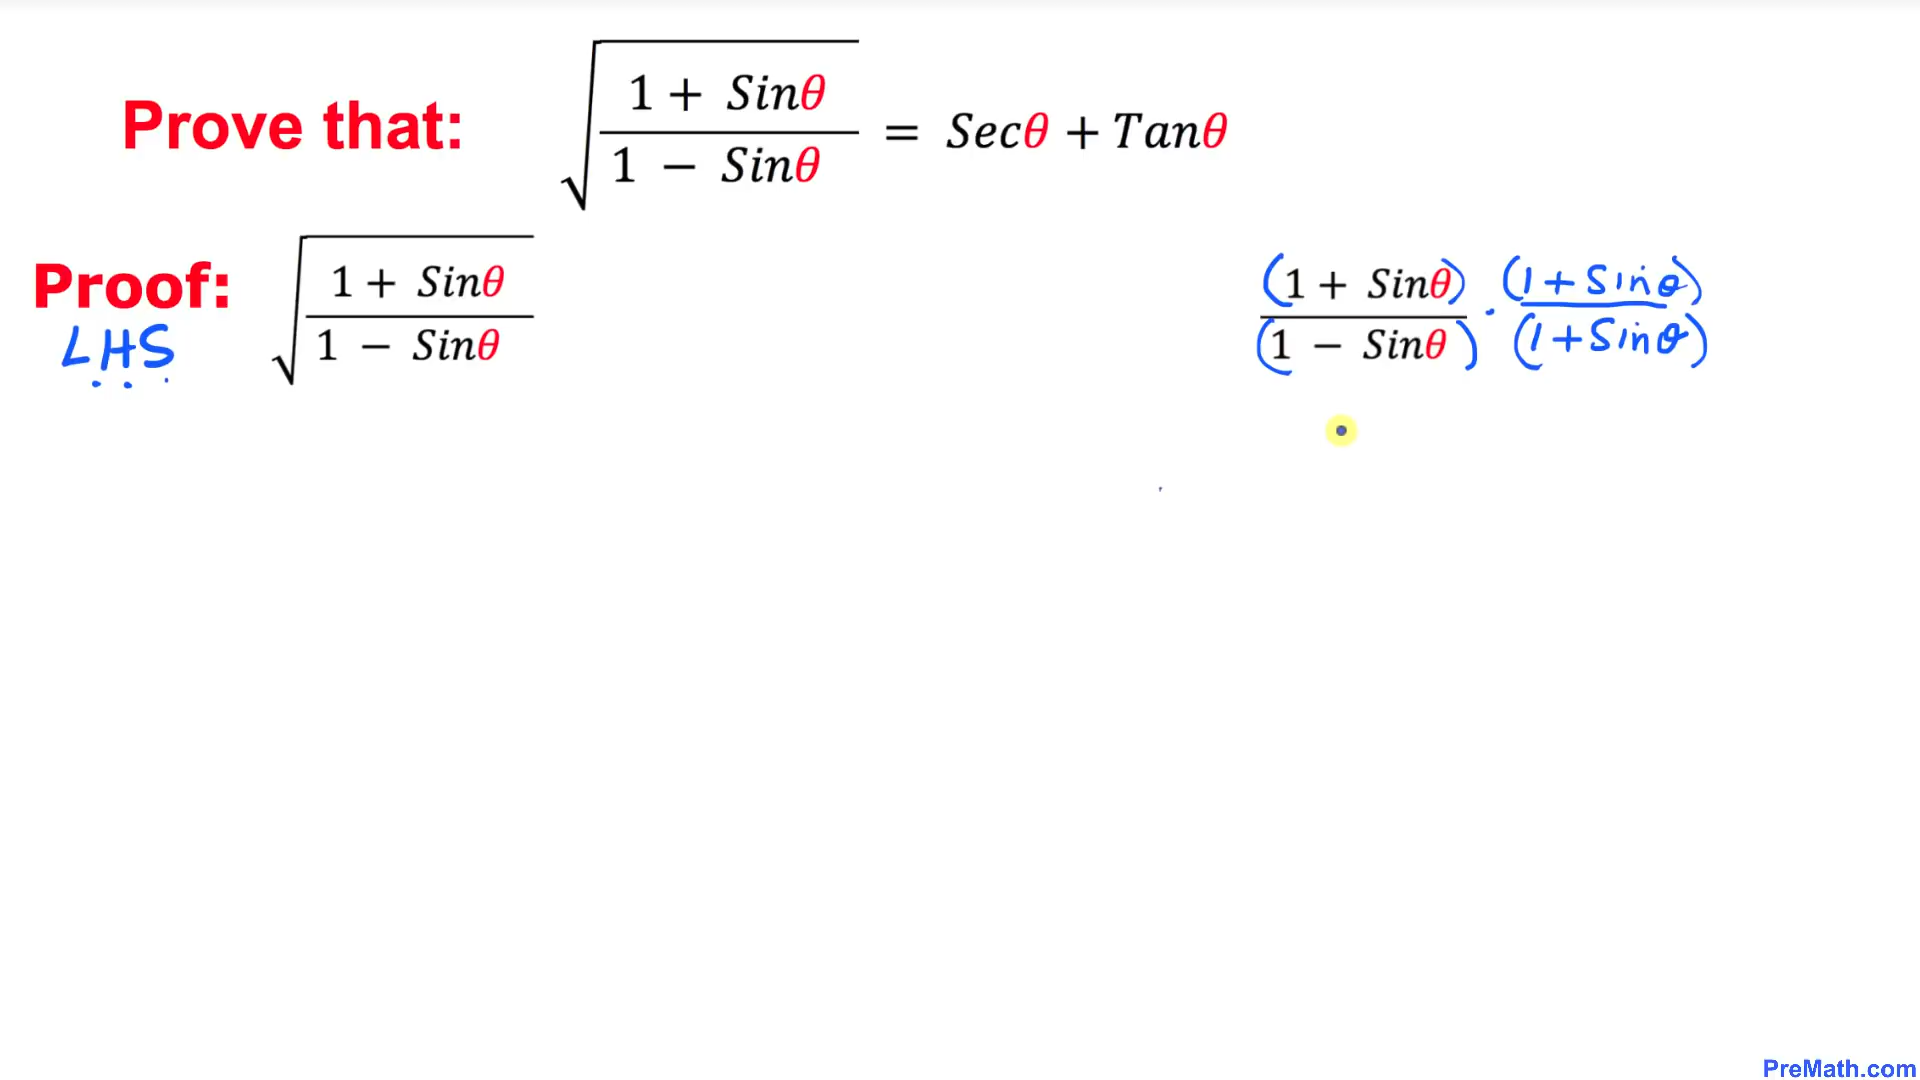 Prove that: √((1 + Sinθ)/(1 − Sinθ)) = Secθ + Tanθ
Proof: √((1 + Sinθ)/(1 − Sinθ))
LHS
(1 + Sinθ)/(1 − Sinθ) · (1 + Sinθ)/(1 + Sinθ)
PreMath.com